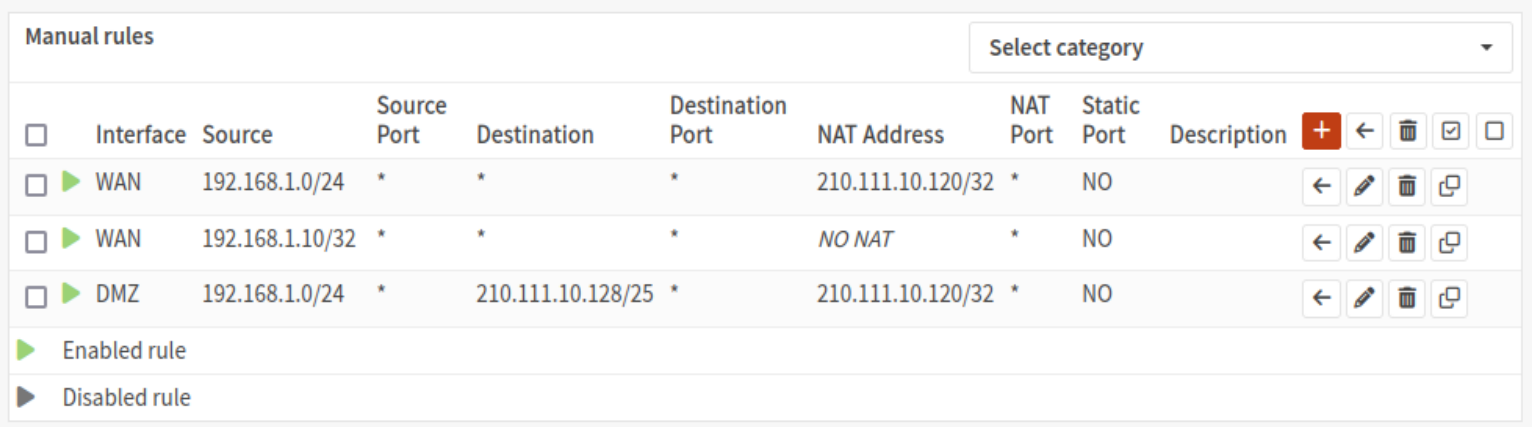 Manual rules
Select category
Interface Source Source Port Destination Destination Port NAT Address NAT Port Static Port Description
WAN 192.168.1.0/24 * * * 210.111.10.120/32 * NO
WAN 192.168.1.10/32 * * * NO NAT * NO
DMZ 192.168.1.0/24 * 210.111.10.128/25 * 210.111.10.120/32 * NO
Enabled rule
Disabled rule